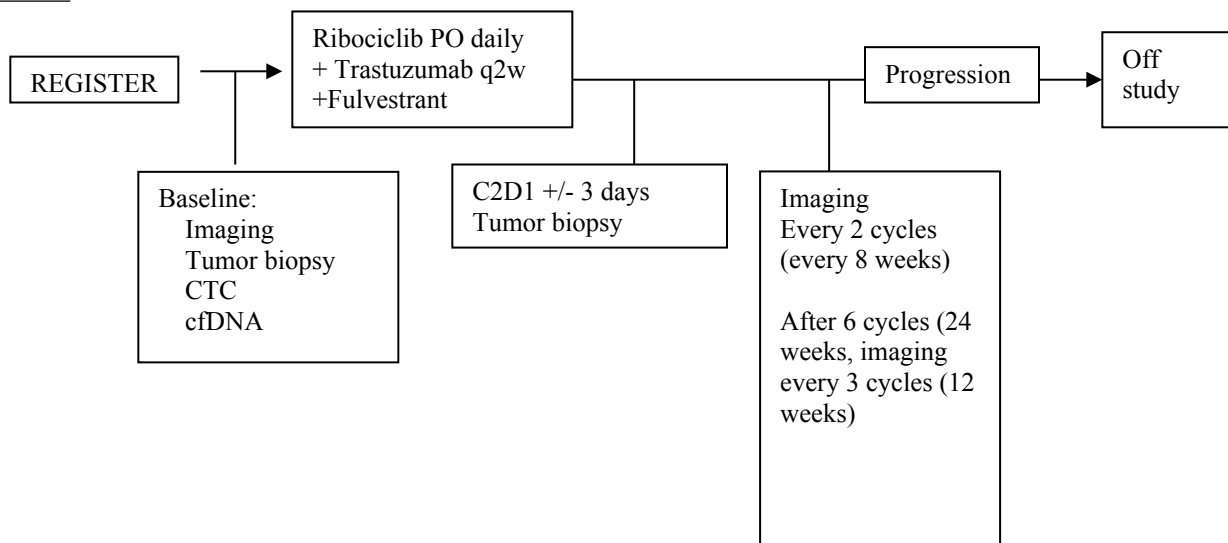 REGISTER
Ribociclib PO daily
+ Trastuzumab q2w
+Fulvestrant
Progression
Off
study
Baseline:
Imaging
Tumor biopsy
CTC
cfDNA
C2D1 +/- 3 days
Tumor biopsy
Imaging
Every 2 cycles
(every 8 weeks)
After 6 cycles (24
weeks, imaging
every 3 cycles (12
weeks)